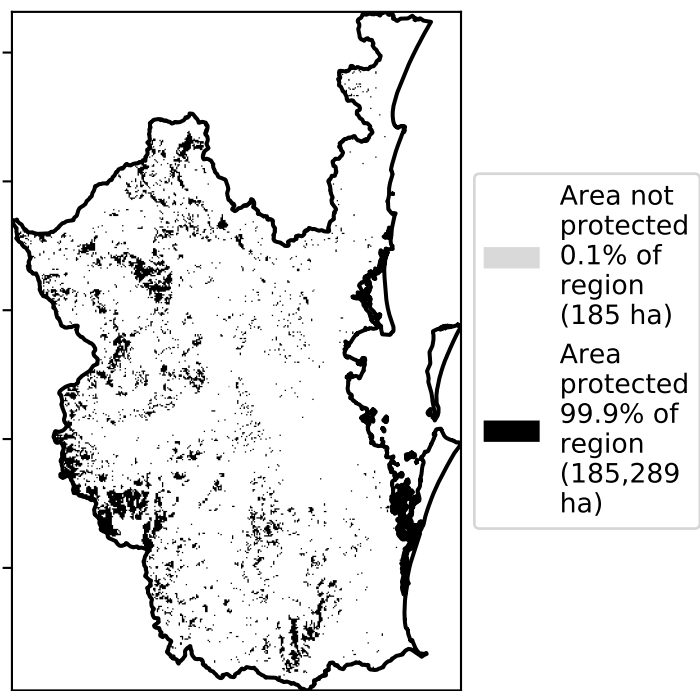 Area not
protected
0.1% of
region
(185 ha)
Area
protected
99.9% of
region
(185,289
ha)